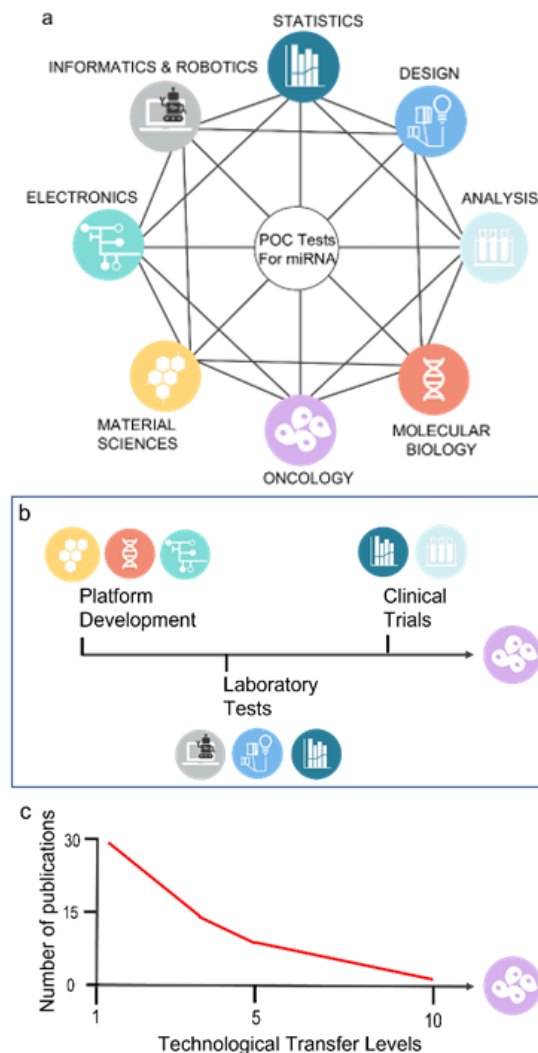 a
STATISTICS
INFORMATICS & ROBOTICS
DESIGN
ELECTRONICS
ANALYSIS
POC Tests
For miRNA
MATERIAL
SCIENCES
MOLECULAR
BIOLOGY
ONCOLOGY
b
Platform
Development
Clinical
Trials
Laboratory
Tests
c
Number of publications
30
15
0
1
5
10
Technological Transfer Levels